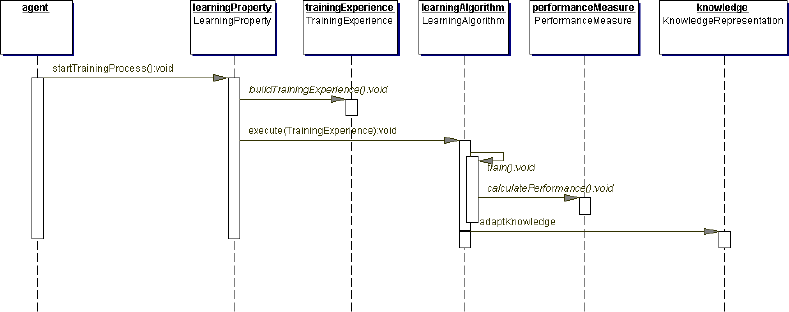 agent
learningProperty
LearningProperty
trainingExperience
TrainingExperience
learningAlgorithm
LearningAlgorithm
performanceMeasure
PerformanceMeasure
knowledge
KnowledgeRepresentation
startTrainingProcess():void
buildTrainingExperience():void
execute(TrainingExperience):void
train():void
calculatePerformance():void
adaptKnowledge